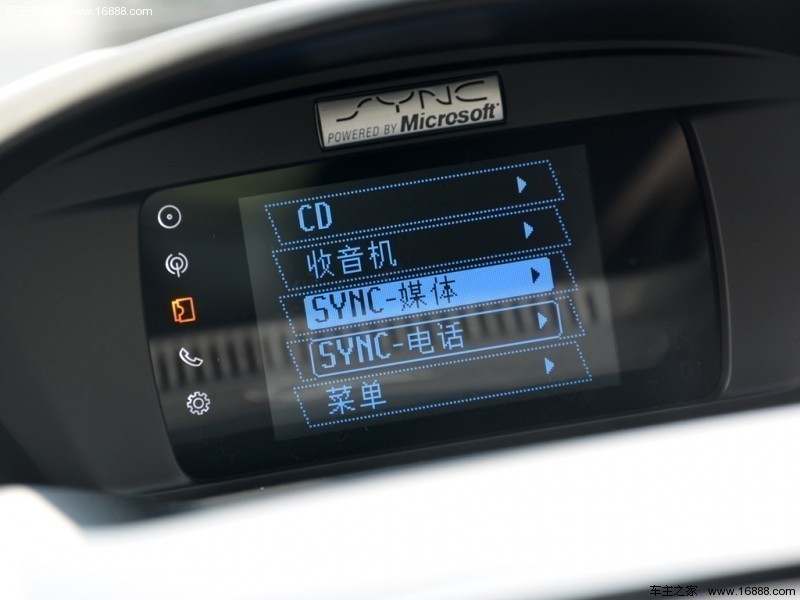 车主之家 www.16888.com
SYNC
POWERED BY Microsoft
CD
收音机
SYNC-媒体
SYNC-电话
菜单
车主之家 www.16888.com